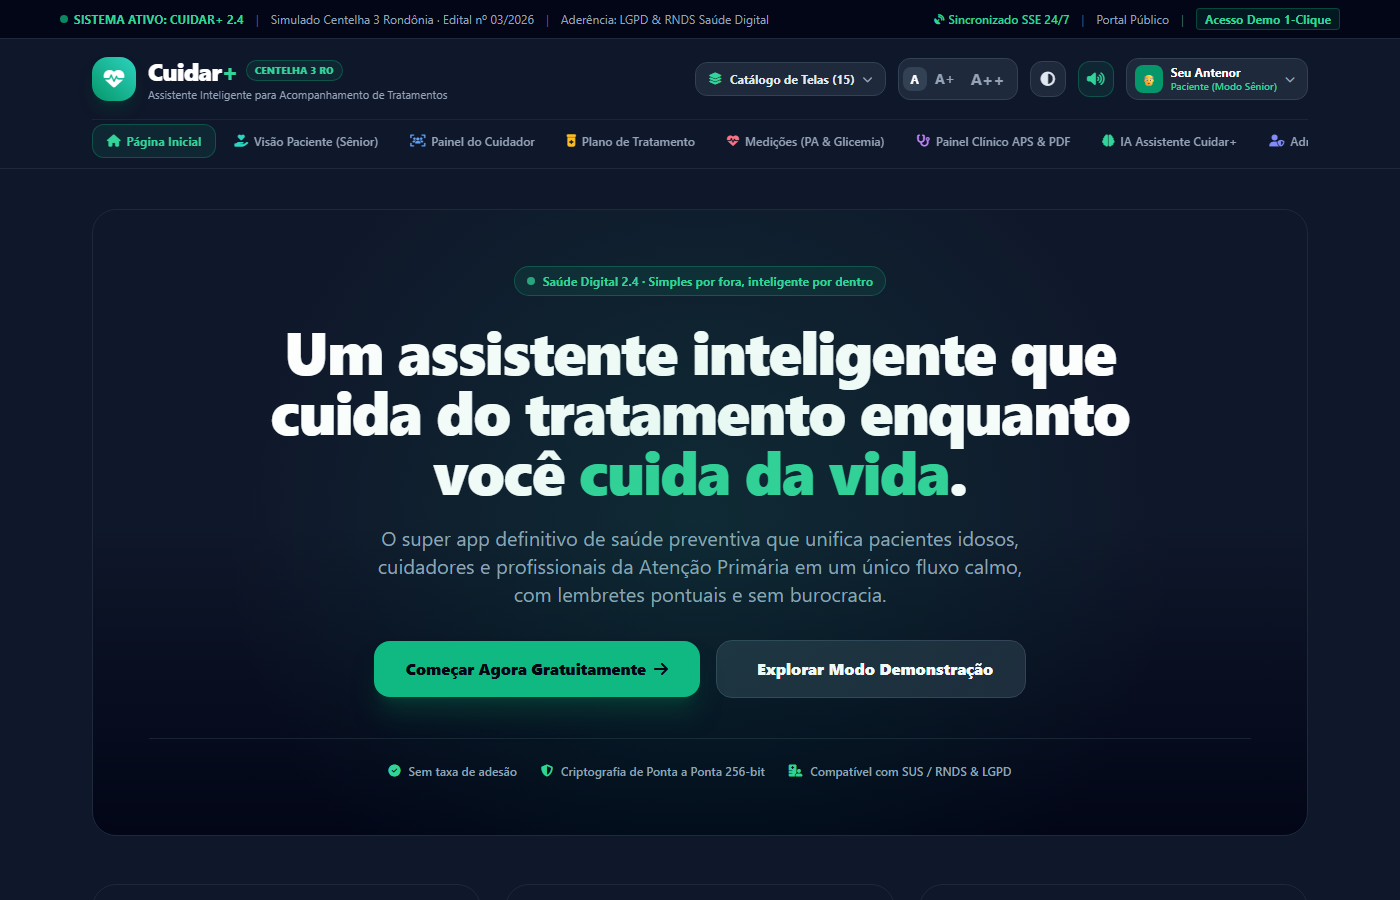 SISTEMA ATIVO: CUIDAR+ 2.4 | Simulado Centelha 3 Rondônia · Edital nº 03/2026 | Aderência: LGPD & RNDS Saúde Digital
Sincronizado SSE 24/7 | Portal Público | Acesso Demo 1-Clique
Cuidar+ CENTELHA 3 RO
Assistente Inteligente para Acompanhamento de Tratamentos
Catálogo de Telas (15)
A A+ A++
Seu Antenor
Paciente (Modo Sênior)
Página Inicial
Visão Paciente (Sênior)
Painel do Cuidador
Plano de Tratamento
Medições (PA & Glicemia)
Painel Clínico APS & PDF
IA Assistente Cuidar+
Saúde Digital 2.4 · Simples por fora, inteligente por dentro
Um assistente inteligente que
cuida do tratamento enquanto
você cuida da vida.
O super app definitivo de saúde preventiva que unifica pacientes idosos,
cuidadores e profissionais da Atenção Primária em um único fluxo calmo,
com lembretes pontuais e sem burocracia.
Começar Agora Gratuitamente →
Explorar Modo Demonstração
Sem taxa de adesão
Criptografia de Ponta a Ponta 256-bit
Compatível com SUS / RNDS & LGPD